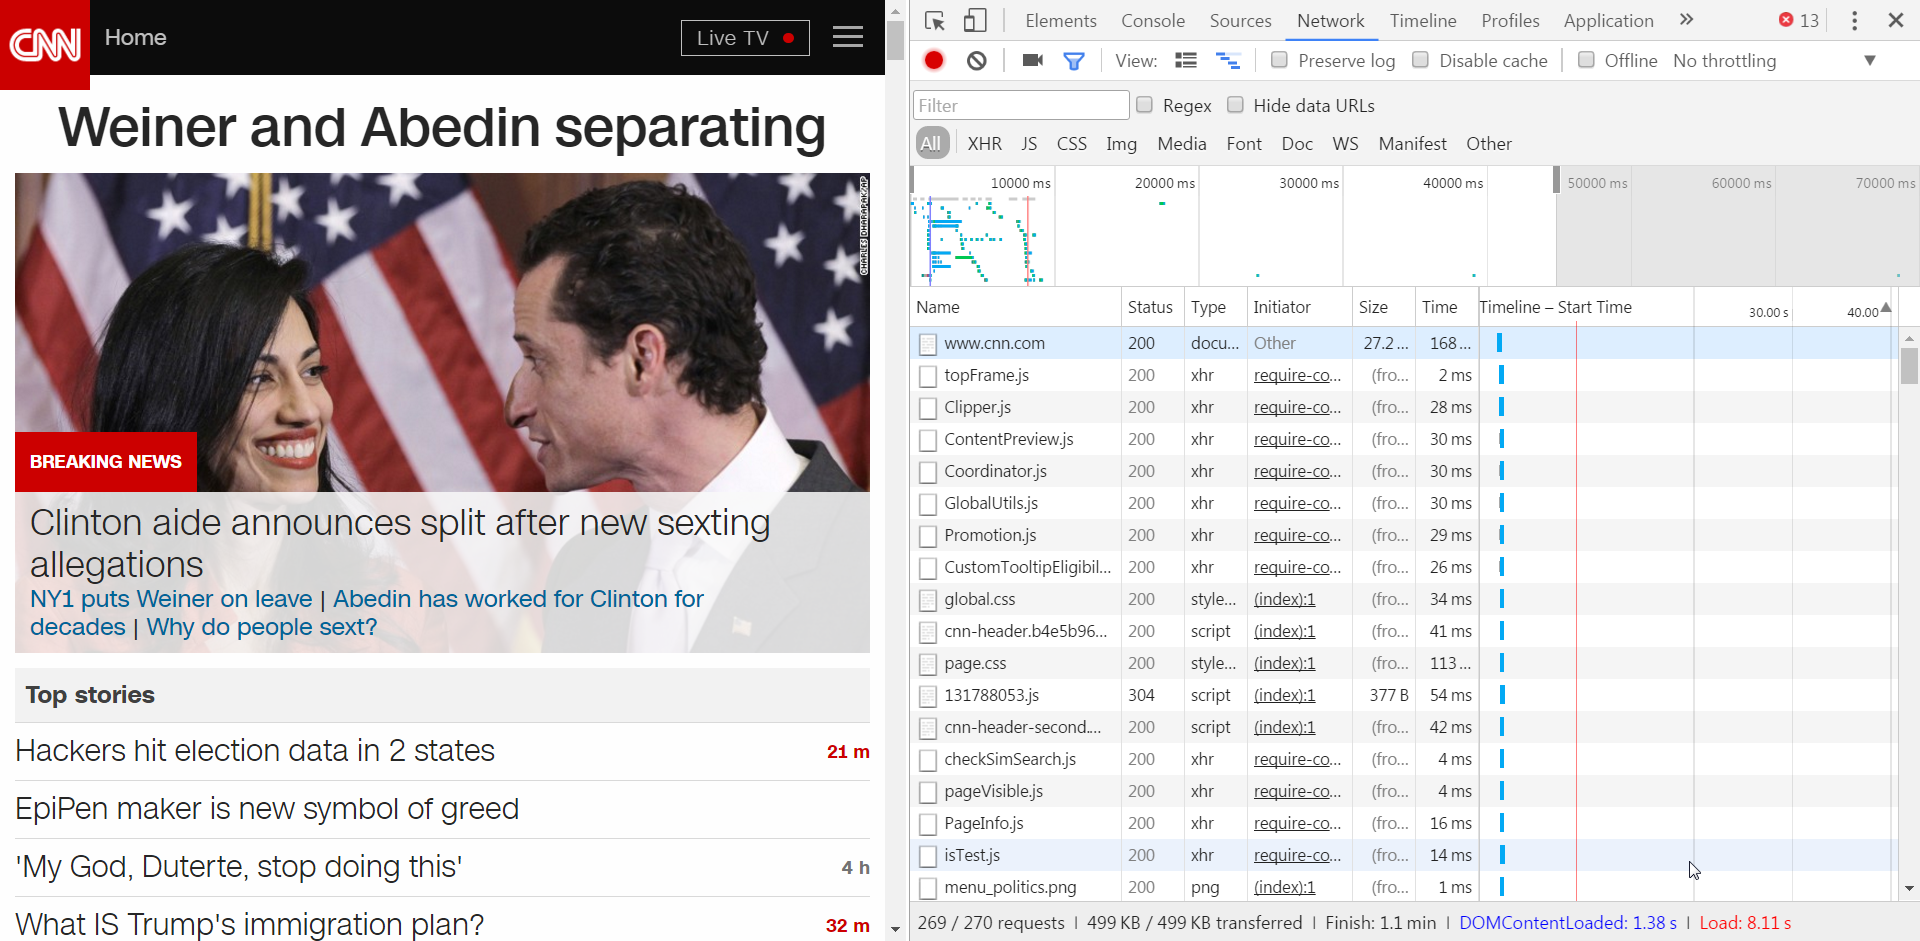 CNN Home Live TV
Weiner and Abedin separating
CHARLES DHARAPAK/AP
BREAKING NEWS
Clinton aide announces split after new sexting
allegations
NY1 puts Weiner on leave | Abedin has worked for Clinton for
decades | Why do people sext?
Top stories
Hackers hit election data in 2 states 21 m
EpiPen maker is new symbol of greed
'My God, Duterte, stop doing this' 4 h
What IS Trump's immigration plan? 32 m
Elements Console Sources Network Timeline Profiles Application » 13
View: Preserve log Disable cache Offline No throttling
Filter Regex Hide data URLs
All XHR JS CSS Img Media Font Doc WS Manifest Other
10000 ms 20000 ms 30000 ms 40000 ms 50000 ms 60000 ms 70000 ms
Name Status Type Initiator Size Time Timeline – Start Time 30.00 s 40.00
www.cnn.com 200 docu... Other 27.2 ... 168 ...
topFrame.js 200 xhr require-co... (fro... 2 ms
Clipper.js 200 xhr require-co... (fro... 28 ms
ContentPreview.js 200 xhr require-co... (fro... 30 ms
Coordinator.js 200 xhr require-co... (fro... 30 ms
GlobalUtils.js 200 xhr require-co... (fro... 30 ms
Promotion.js 200 xhr require-co... (fro... 29 ms
CustomTooltipEligibil... 200 xhr require-co... (fro... 26 ms
global.css 200 style... (index):1 (fro... 34 ms
cnn-header.b4e5b96... 200 script (index):1 (fro... 41 ms
page.css 200 style... (index):1 (fro... 113 ...
131788053.js 304 script (index):1 377 B 54 ms
cnn-header-second.... 200 script (index):1 (fro... 42 ms
checkSimSearch.js 200 xhr require-co... (fro... 4 ms
pageVisible.js 200 xhr require-co... (fro... 4 ms
PageInfo.js 200 xhr require-co... (fro... 16 ms
isTest.js 200 xhr require-co... (fro... 14 ms
menu_politics.png 200 png (index):1 (fro... 1 ms
269 / 270 requests | 499 KB / 499 KB transferred | Finish: 1.1 min | DOMContentLoaded: 1.38 s | Load: 8.11 s